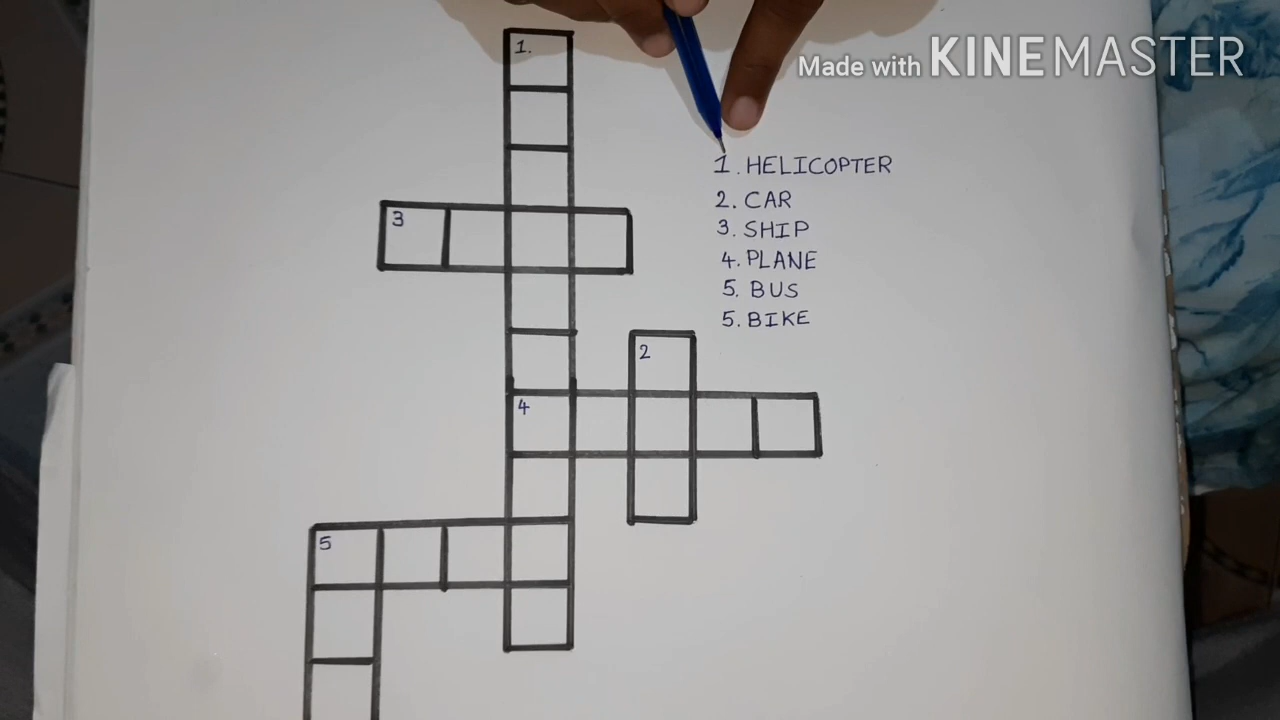 Made with KINEMASTER
1.
1. HELICOPTER
2. CAR
3
3. SHIP
4. PLANE
5. BUS
5. BIKE
2
4
5